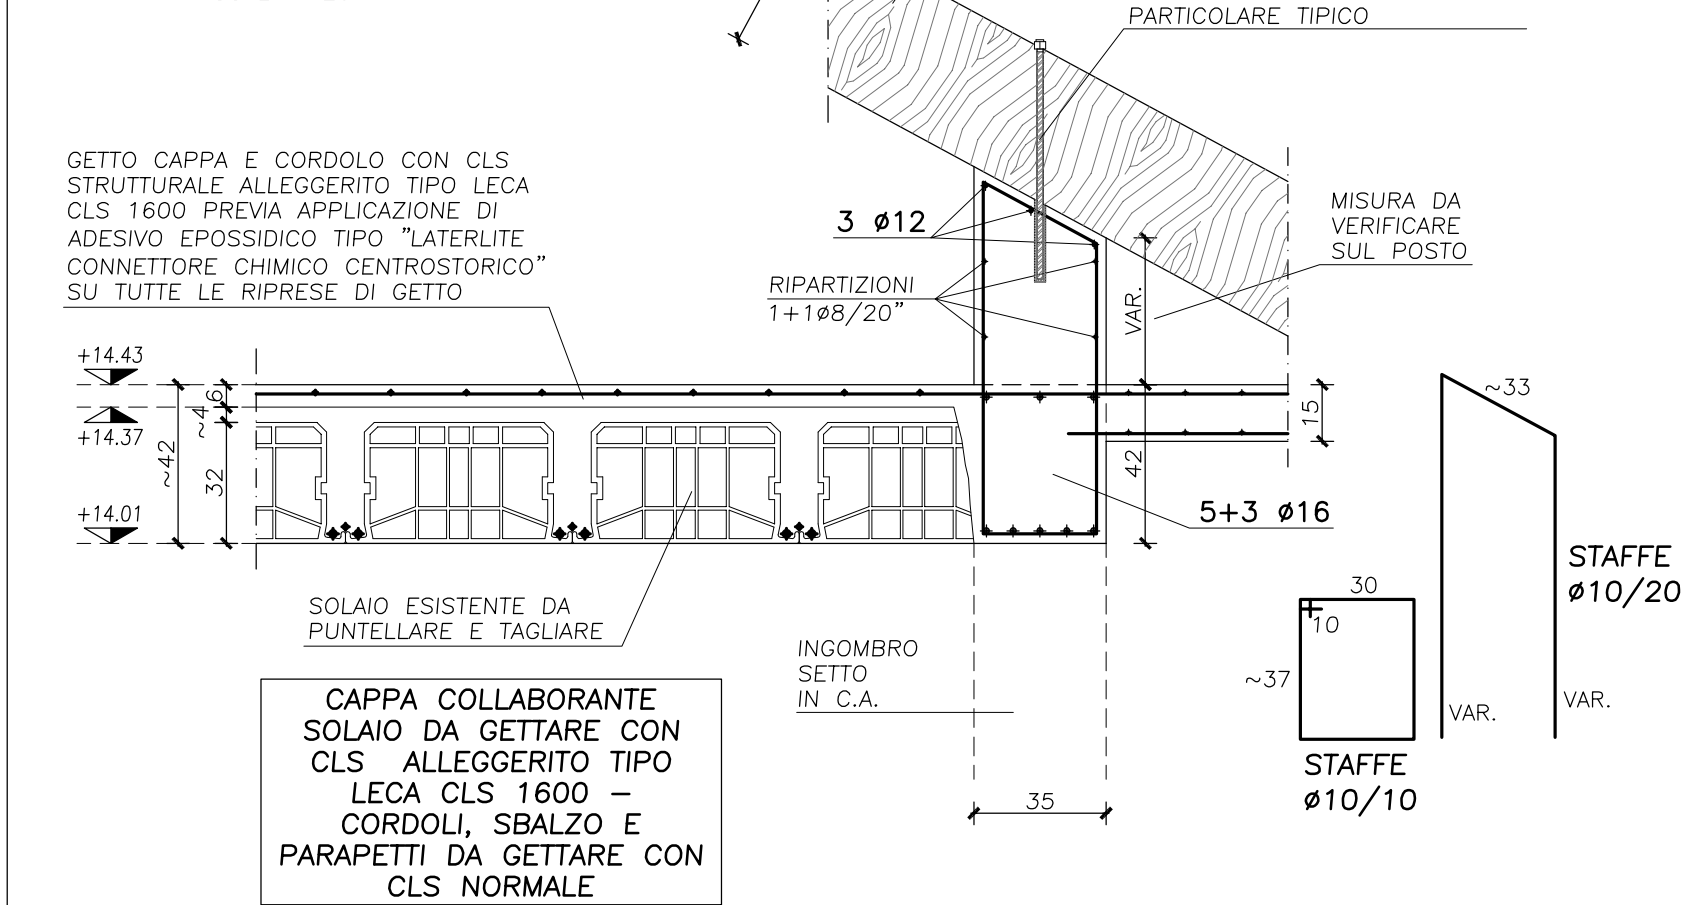 PARTICOLARE TIPICO
GETTO CAPPA E CORDOLO CON CLS
STRUTTURALE ALLEGGERITO TIPO LECA
CLS 1600 PREVIA APPLICAZIONE DI
ADESIVO EPOSSIDICO TIPO "LATERLITE
CONNETTORE CHIMICO CENTROSTORICO"
SU TUTTE LE RIPRESE DI GETTO
3 ø12
RIPARTIZIONI
1+1ø8/20"
MISURA DA
VERIFICARE
SUL POSTO
VAR.
+14.43
+14.37
+14.01
~42
6
~4
32
42
15
5+3 ø16
~33
STAFFE
ø10/20
VAR.
VAR.
30
10
~37
STAFFE
ø10/10
SOLAIO ESISTENTE DA
PUNTELLARE E TAGLIARE
INGOMBRO
SETTO
IN C.A.
35
CAPPA COLLABORANTE
SOLAIO DA GETTARE CON
CLS ALLEGGERITO TIPO
LECA CLS 1600 –
CORDOLI, SBALZO E
PARAPETTI DA GETTARE CON
CLS NORMALE